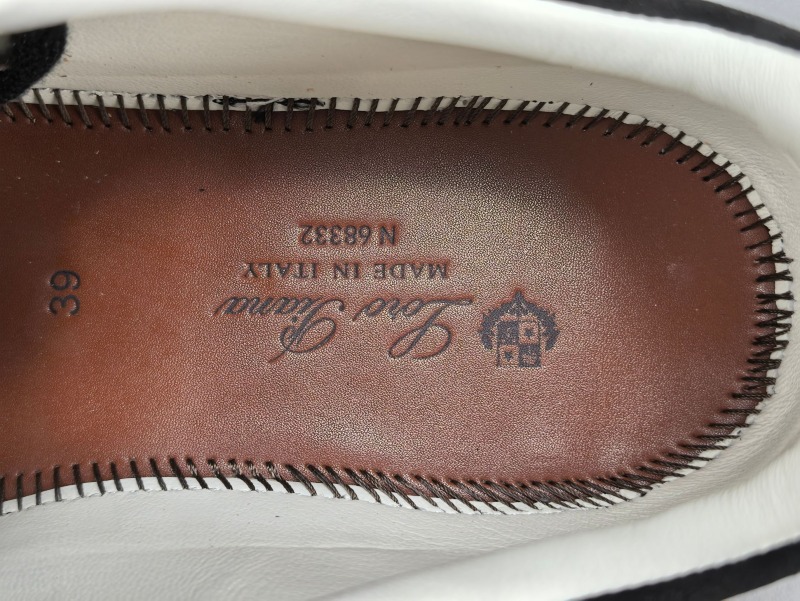 Loro Piana
MADE IN ITALY
N 68332
39